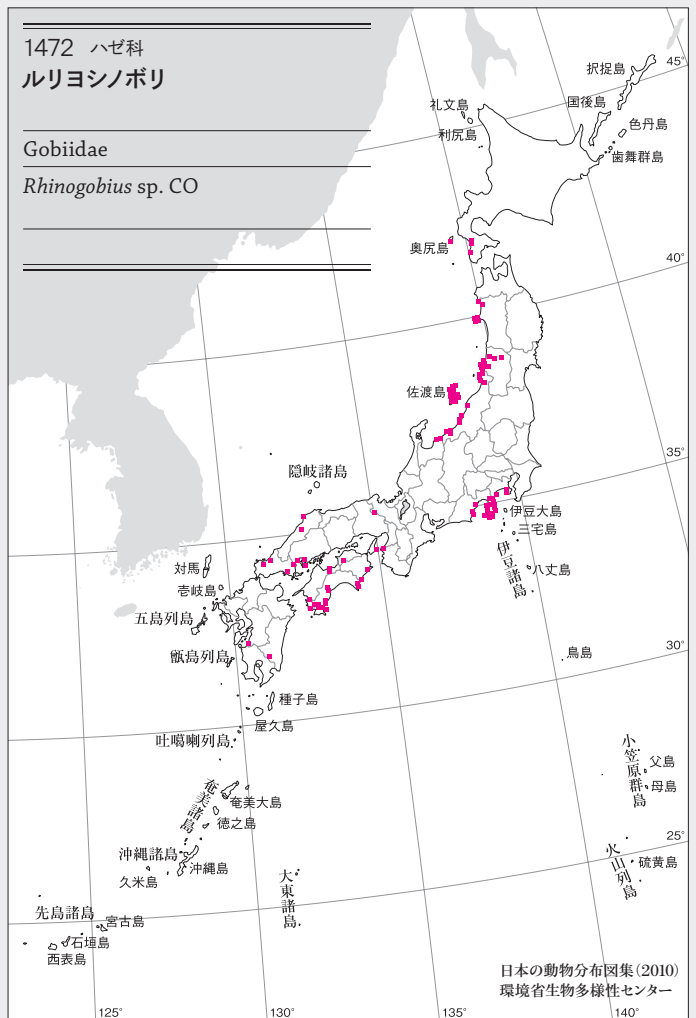 1472 ハゼ科
ルリヨシノボリ
Gobiidae
Rhinogobius sp. CO
45°
択捉島
礼文島
国後島
色丹島
利尻島
歯舞群島
奥尻島
40°
佐渡島
35°
隠岐諸島
伊豆大島
三宅島
伊豆諸島
八丈島
対馬
壱岐島
五島列島
甑島列島
鳥島
30°
種子島
屋久島
吐噶喇列島
小笠原群島
父島
母島
奄美諸島
奄美大島
徳之島
25°
沖縄諸島
沖縄島
久米島
火山列島
硫黄島
大東諸島
先島諸島
宮古島
石垣島
西表島
日本の動物分布図集(2010)
環境省生物多様性センター
125°
130°
135°
140°